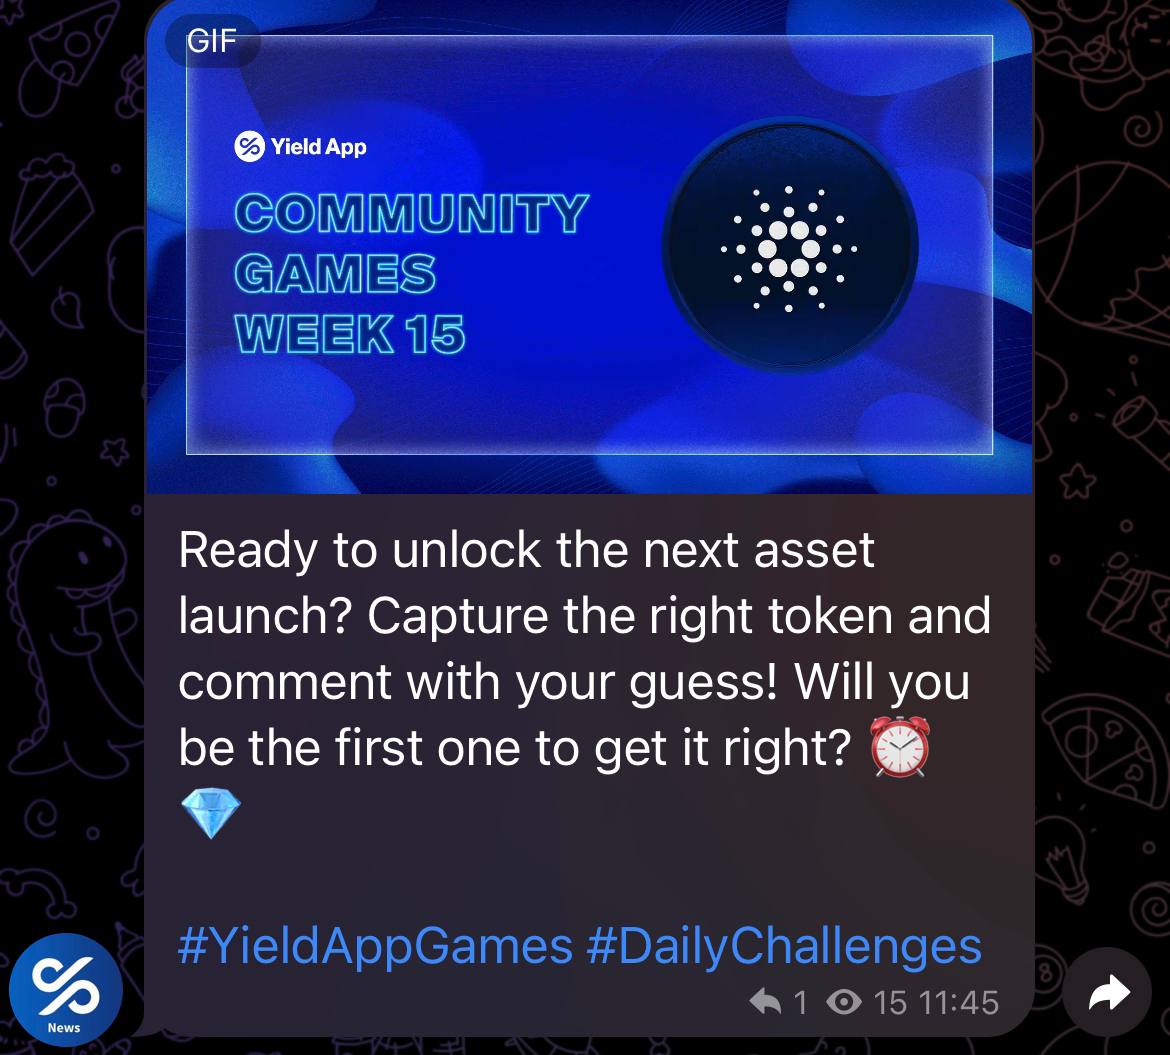 GIF
Yield App
COMMUNITY
GAMES
WEEK 15
Ready to unlock the next asset
launch? Capture the right token and
comment with your guess! Will you
be the first one to get it right? ⏰
💎
#YieldAppGames #DailyChallenges
1 15 11:45
News
8